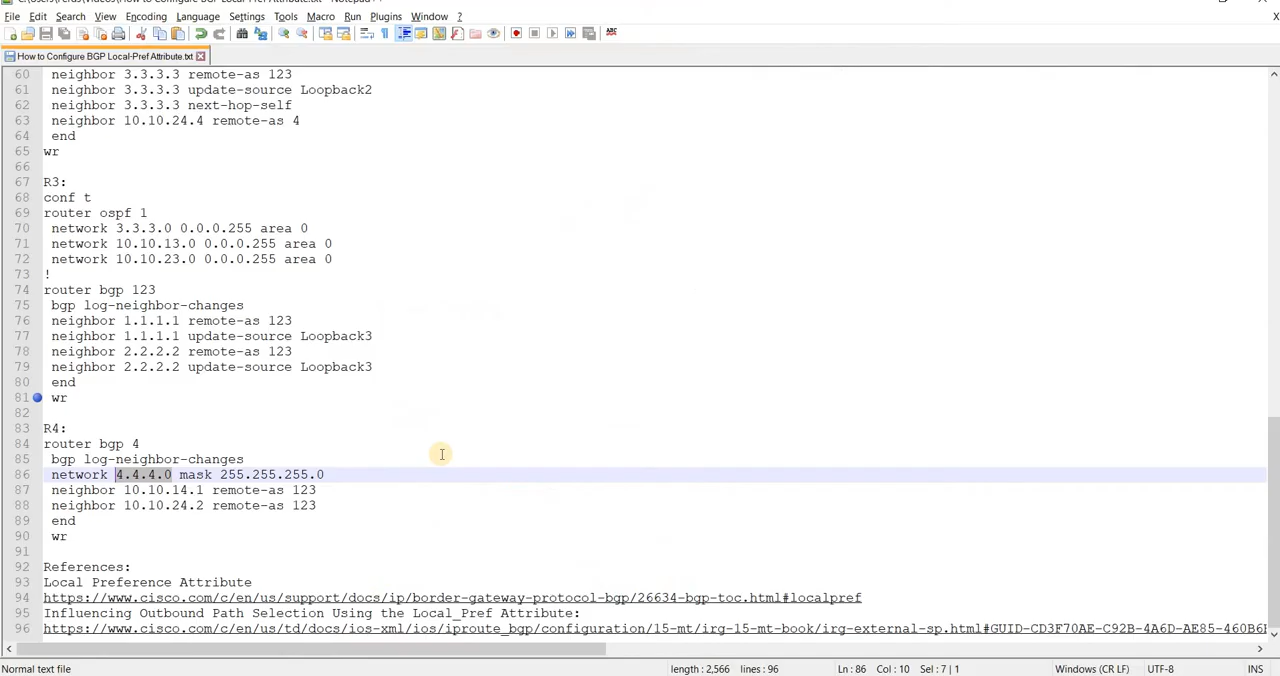 C:\Users\Ferds\Videos\How to Configure BGP Local-Pref Attribute.txt - Notepad++
File Edit Search View Encoding Language Settings Tools Macro Run Plugins Window ? X
How to Configure BGP Local-Pref Attribute.txt
60 neighbor 3.3.3.3 remote-as 123
61 neighbor 3.3.3.3 update-source Loopback2
62 neighbor 3.3.3.3 next-hop-self
63 neighbor 10.10.24.4 remote-as 4
64 end
65 wr
66
67 R3:
68 conf t
69 router ospf 1
70 network 3.3.3.0 0.0.0.255 area 0
71 network 10.10.13.0 0.0.0.255 area 0
72 network 10.10.23.0 0.0.0.255 area 0
73 !
74 router bgp 123
75 bgp log-neighbor-changes
76 neighbor 1.1.1.1 remote-as 123
77 neighbor 1.1.1.1 update-source Loopback3
78 neighbor 2.2.2.2 remote-as 123
79 neighbor 2.2.2.2 update-source Loopback3
80 end
81 wr
82
83 R4:
84 router bgp 4
85 bgp log-neighbor-changes
86 network 4.4.4.0 mask 255.255.255.0
87 neighbor 10.10.14.1 remote-as 123
88 neighbor 10.10.24.2 remote-as 123
89 end
90 wr
91
92 References:
93 Local Preference Attribute
94 https://www.cisco.com/c/en/us/support/docs/ip/border-gateway-protocol-bgp/26634-bgp-toc.html#localpref
95 Influencing Outbound Path Selection Using the Local_Pref Attribute:
96 https://www.cisco.com/c/en/us/td/docs/ios-xml/ios/iproute_bgp/configuration/15-mt/irg-15-mt-book/irg-external-sp.html#GUID-CD3F70AE-C92B-4A6D-AE85-460B6
Normal text file length : 2,566 lines : 96 Ln : 86 Col : 10 Sel : 7 | 1 Windows (CR LF) UTF-8 INS